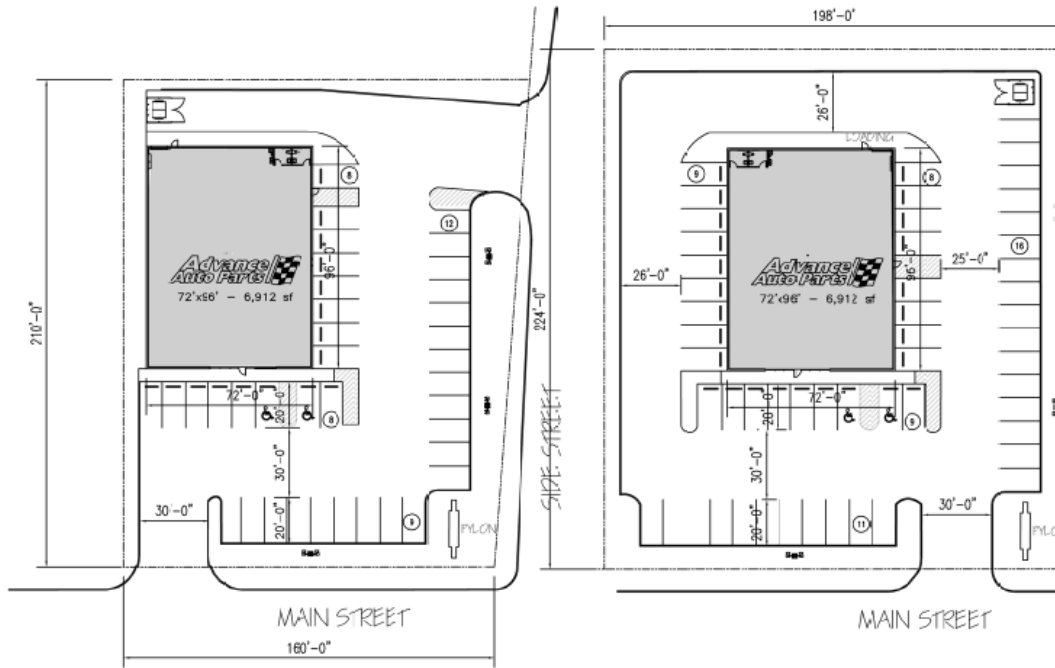 198'-0"
26'-0"
LOADING
8
9
8
12
16
96'-0"
96'-0"
Advance
Auto Parts
72'x96' - 6,912 sf
Advance
Auto Parts
72'x96' - 6,912 sf
26'-0"
25'-0"
210'-0"
224'-0"
72'-0"
20'-0"
8
72'-0"
20'-0"
9
SIDE STREET
30'-0"
30'-0"
30'-0"
20'-0"
9
PYLON
20'-0"
11
30'-0"
MAIN STREET
MAIN STREET
160'-0"